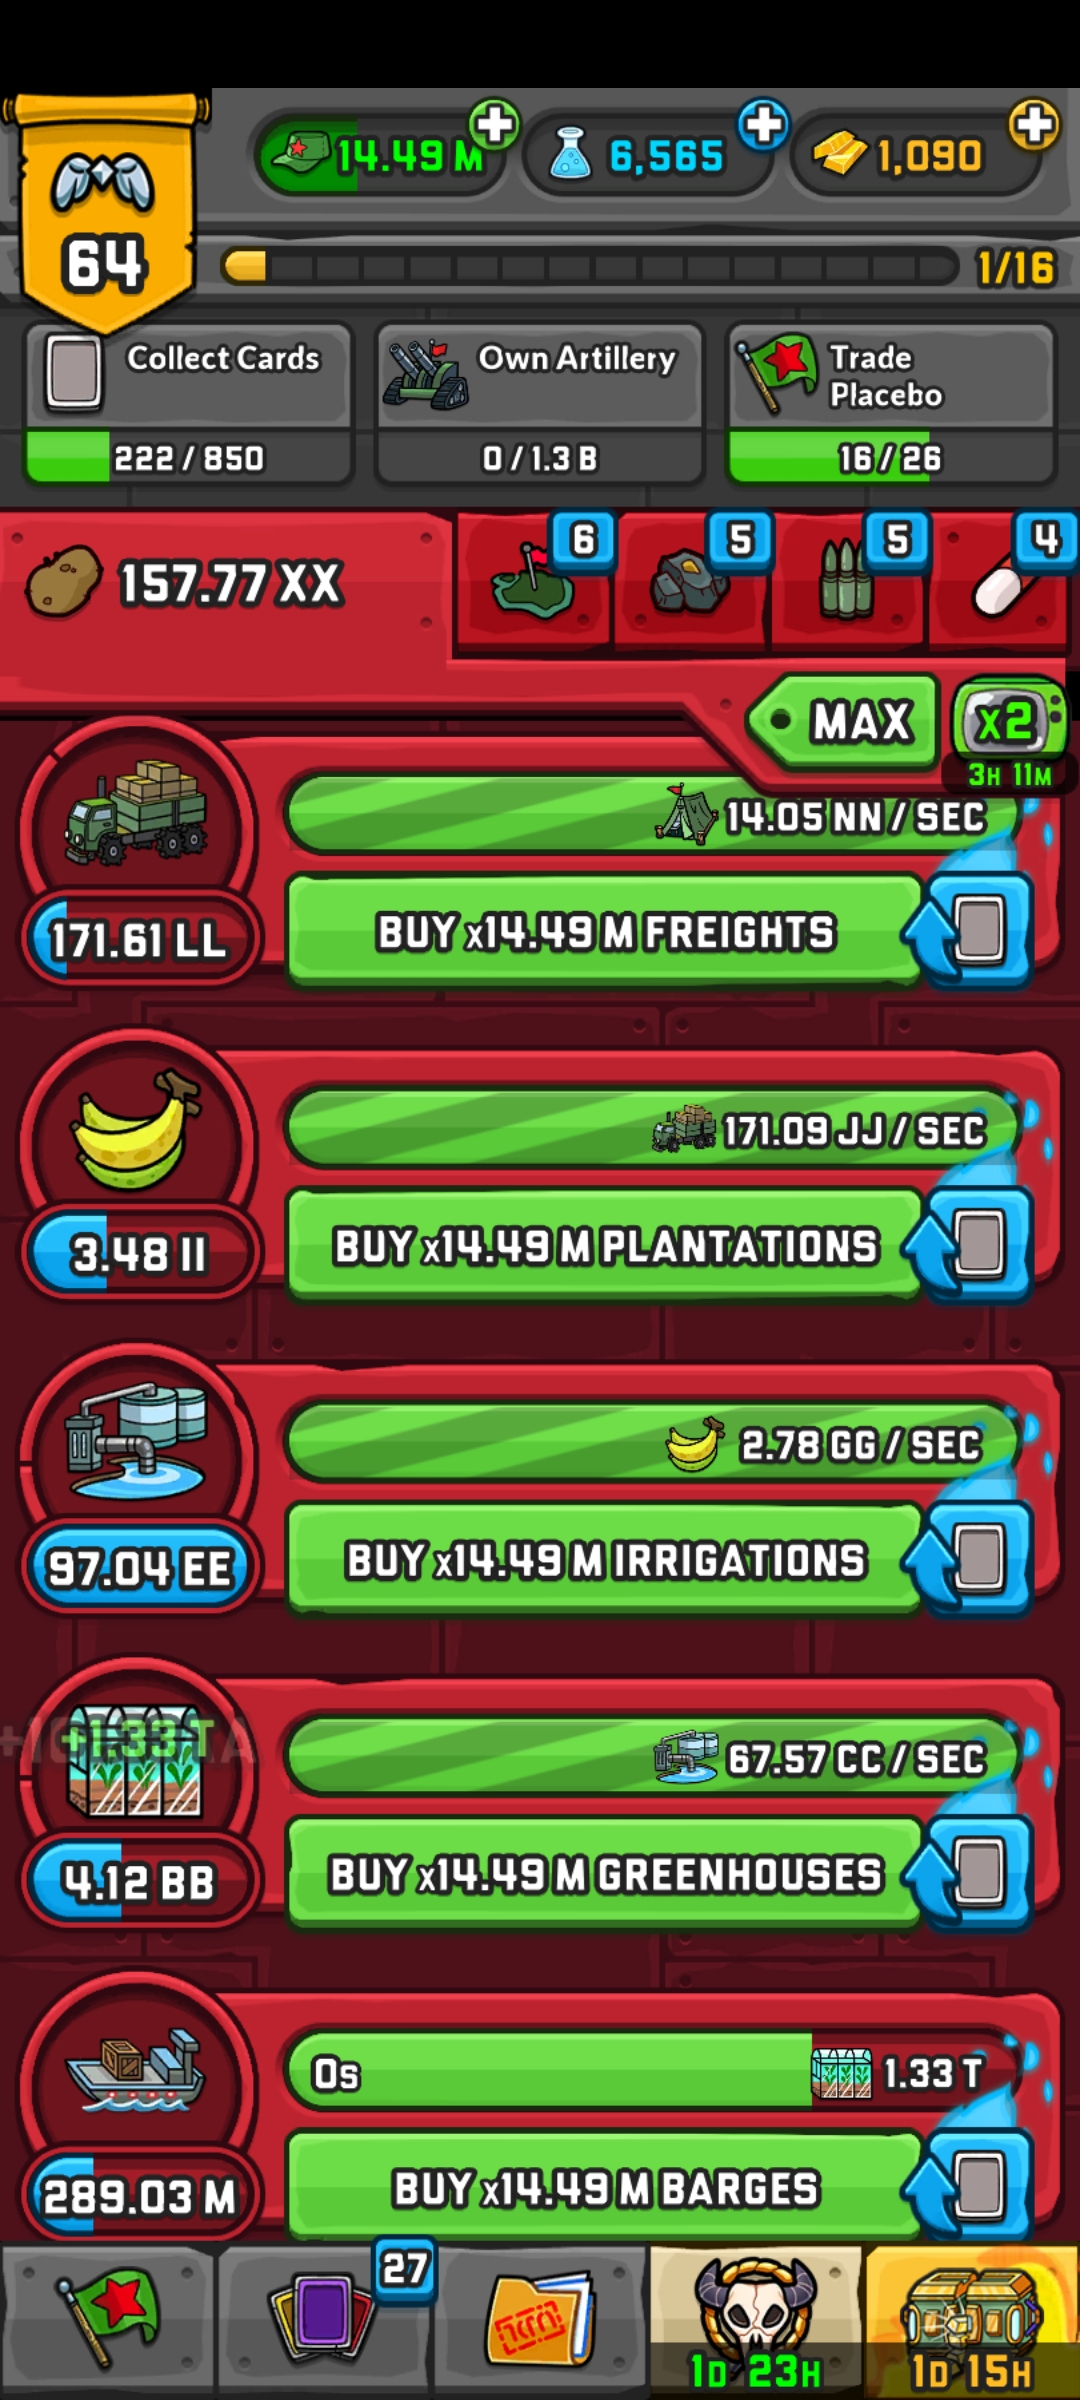 14.49 M
6,565
1,090
64
1/16
Collect Cards
222 / 850
Own Artillery
0 / 1.3 B
Trade
Placebo
16 / 26
157.77 XX
6
5
5
4
MAX
x2
3H 11M
14.05 NN / SEC
171.61 LL
BUY x14.49 M FREIGHTS
171.09 JJ / SEC
3.48 II
BUY x14.49 M PLANTATIONS
2.78 GG / SEC
97.04 EE
BUY x14.49 M IRRIGATIONS
+1.33 T
67.57 CC / SEC
4.12 BB
BUY x14.49 M GREENHOUSES
0s
1.33 T
289.03 M
BUY x14.49 M BARGES
27
1D 23H
1D 15H